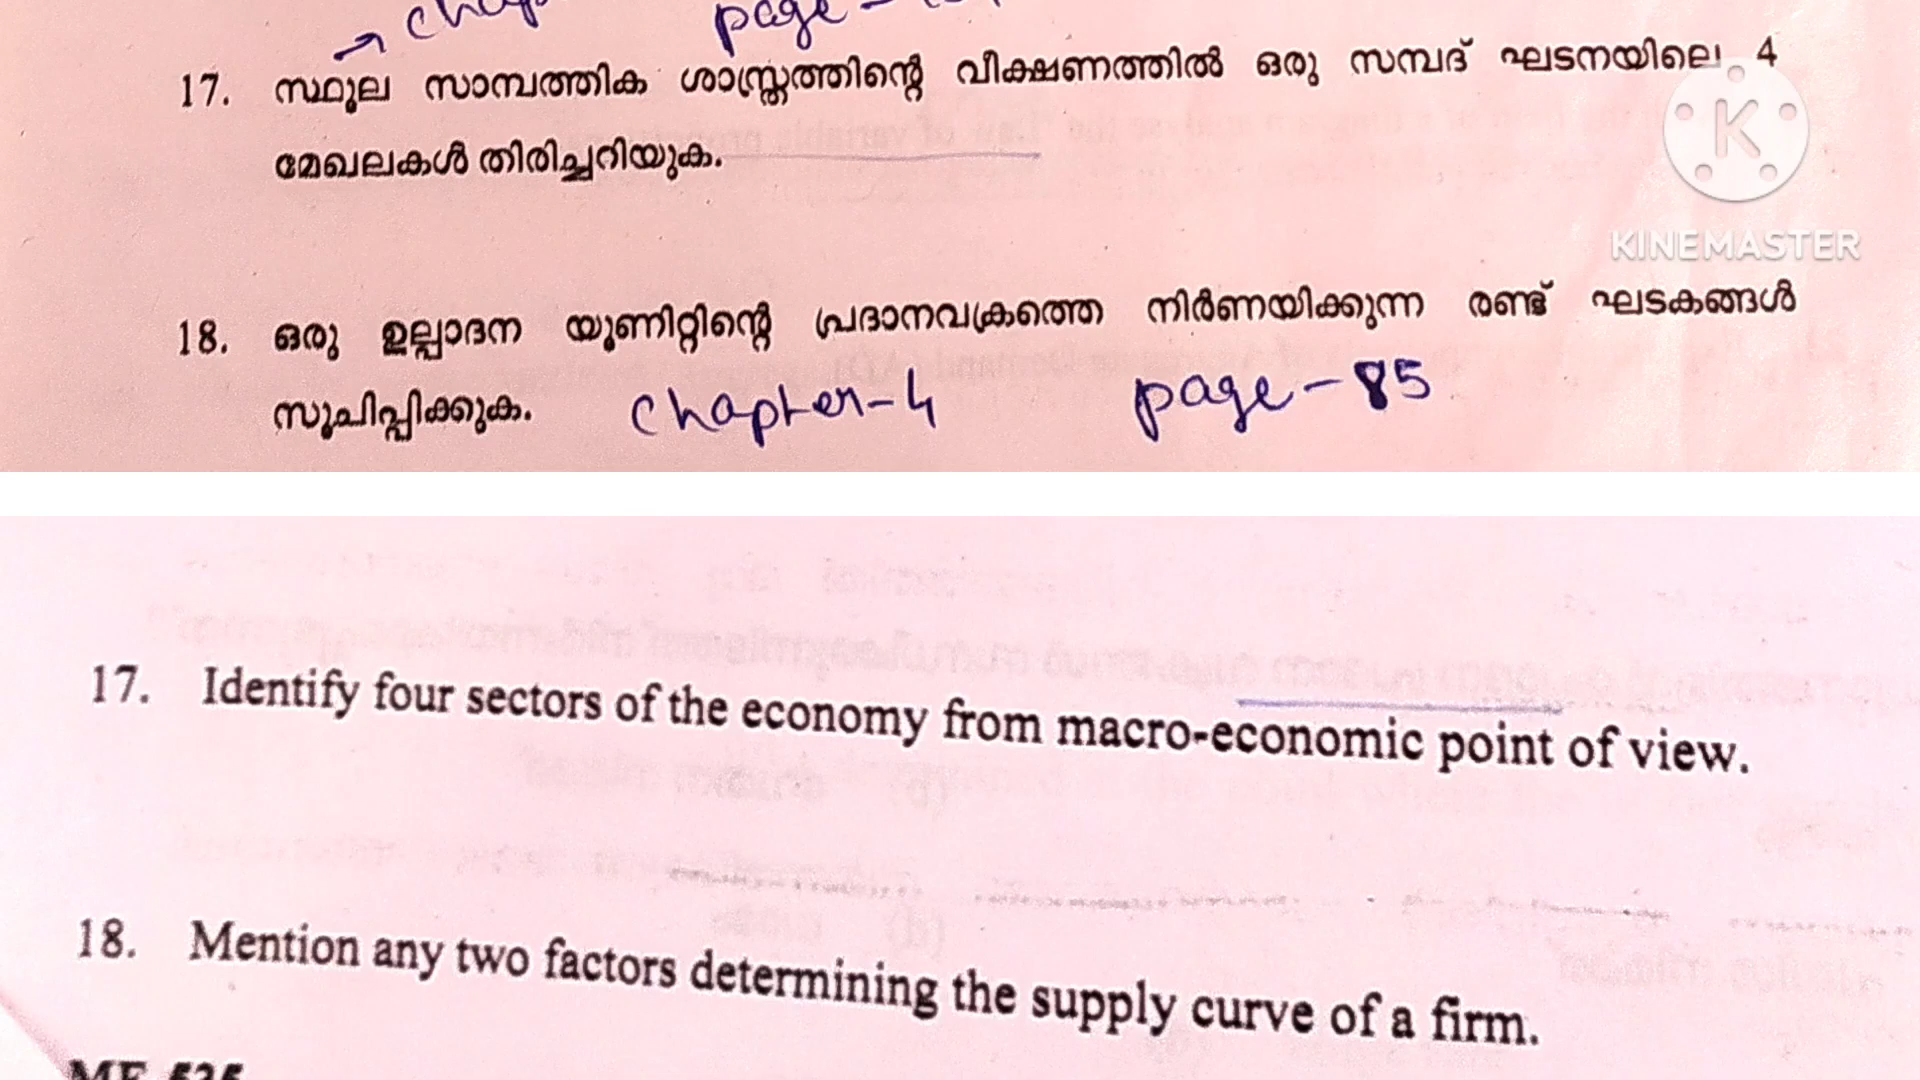 page-
17. സ്ഥൂല സാമ്പത്തിക ശാസ്ത്രത്തിന്റെ വീക്ഷണത്തിൽ ഒരു സമ്പദ് ഘടനയിലെ 4
മേഖലകൾ തിരിച്ചറിയുക.
KINEMASTER
18. ഒരു ഉല്പാദന യൂണിറ്റിന്റെ പ്രദാനവക്രത്തെ നിർണയിക്കുന്ന രണ്ട് ഘടകങ്ങൾ
സൂചിപ്പിക്കുക. chapter-4 page-85
17. Identify four sectors of the economy from macro-economic point of view.
18. Mention any two factors determining the supply curve of a firm.